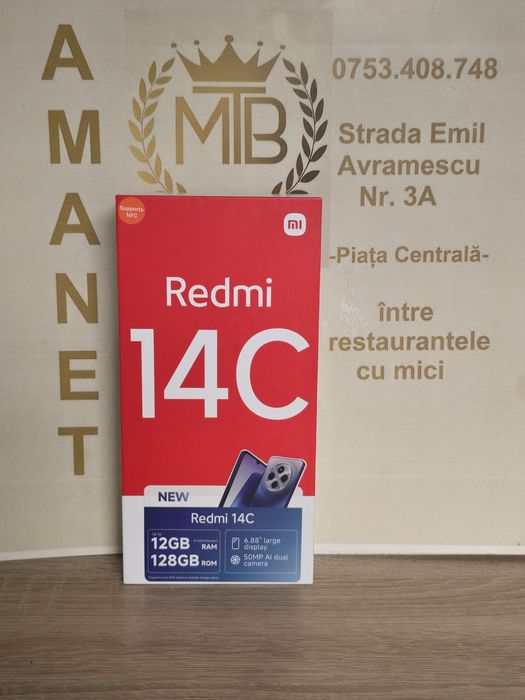 AMANET
MTB
0753.408.748
Strada Emil
Avramescu
Nr. 3A
-Piața Centrală-
între
restaurantele
cu mici
Supports
NFC
mi
Redmi
14C
NEW
Redmi 14C
Up to
12GB
RAM
128GB ROM
6.88" large
display
50MP AI dual
camera